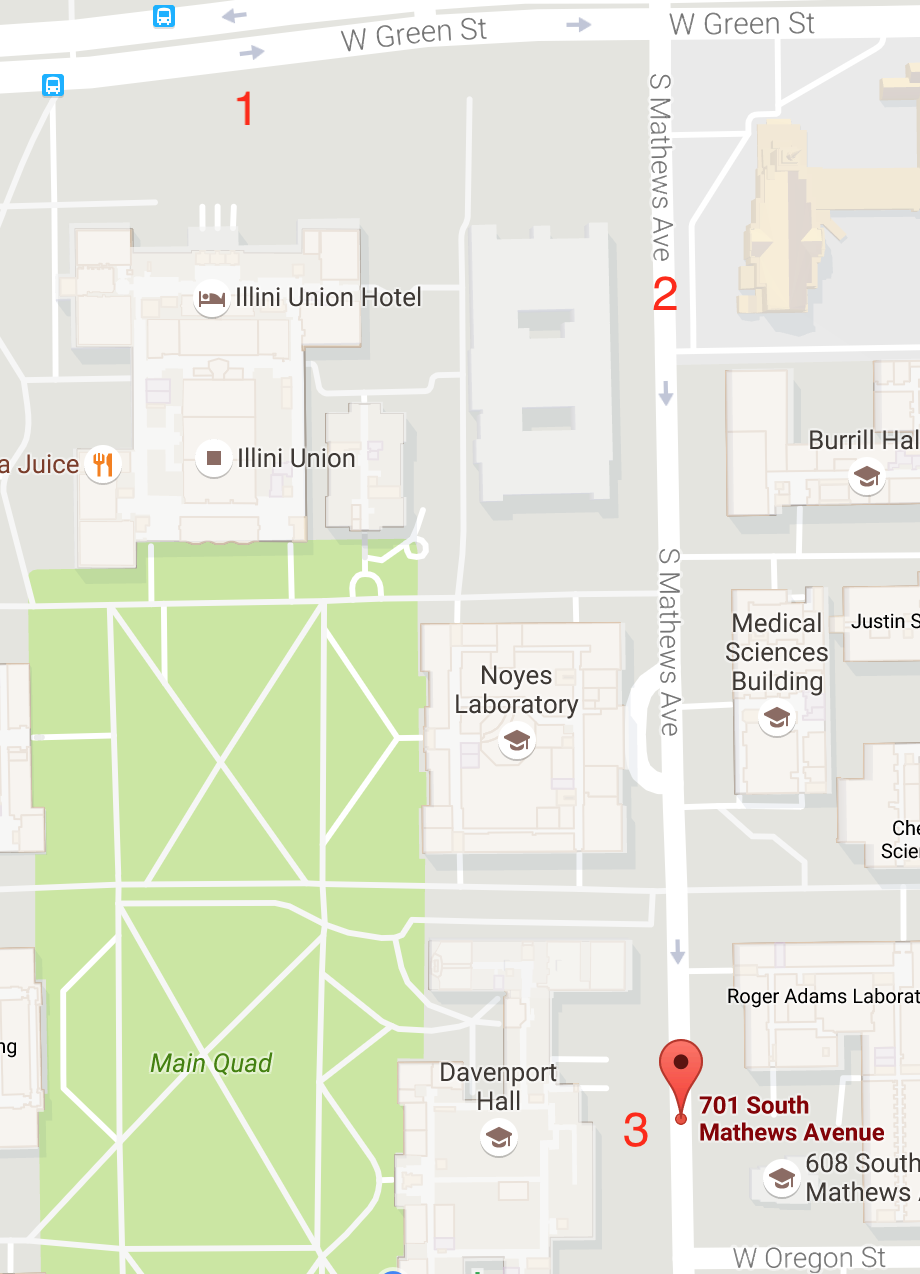 W Green St
W Green St
1
S Mathews Ave
2
Illini Union Hotel
Burrill Hal
a Juice
Illini Union
S Mathews Ave
Medical
Sciences
Building
Justin S
Noyes
Laboratory
Che
Scier
Roger Adams Laborat
ng
Main Quad
Davenport
Hall
3
701 South
Mathews Avenue
608 South
Mathews A
W Oregon St